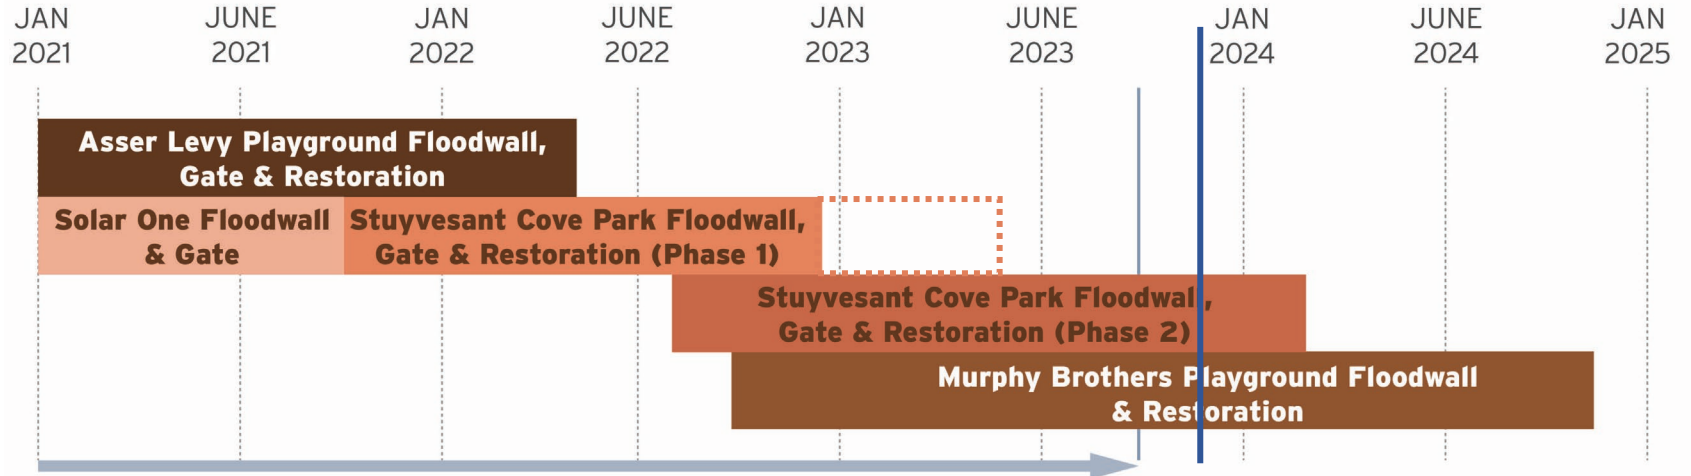 JAN JUNE JAN JUNE JAN JUNE JAN JUNE JAN
2021 2021 2022 2022 2023 2023 2024 2024 2025
Asser Levy Playground Floodwall,
Gate & Restoration
Solar One Floodwall
& Gate
Stuyvesant Cove Park Floodwall,
Gate & Restoration (Phase 1)
Stuyvesant Cove Park Floodwall,
Gate & Restoration (Phase 2)
Murphy Brothers Playground Floodwall
& Restoration